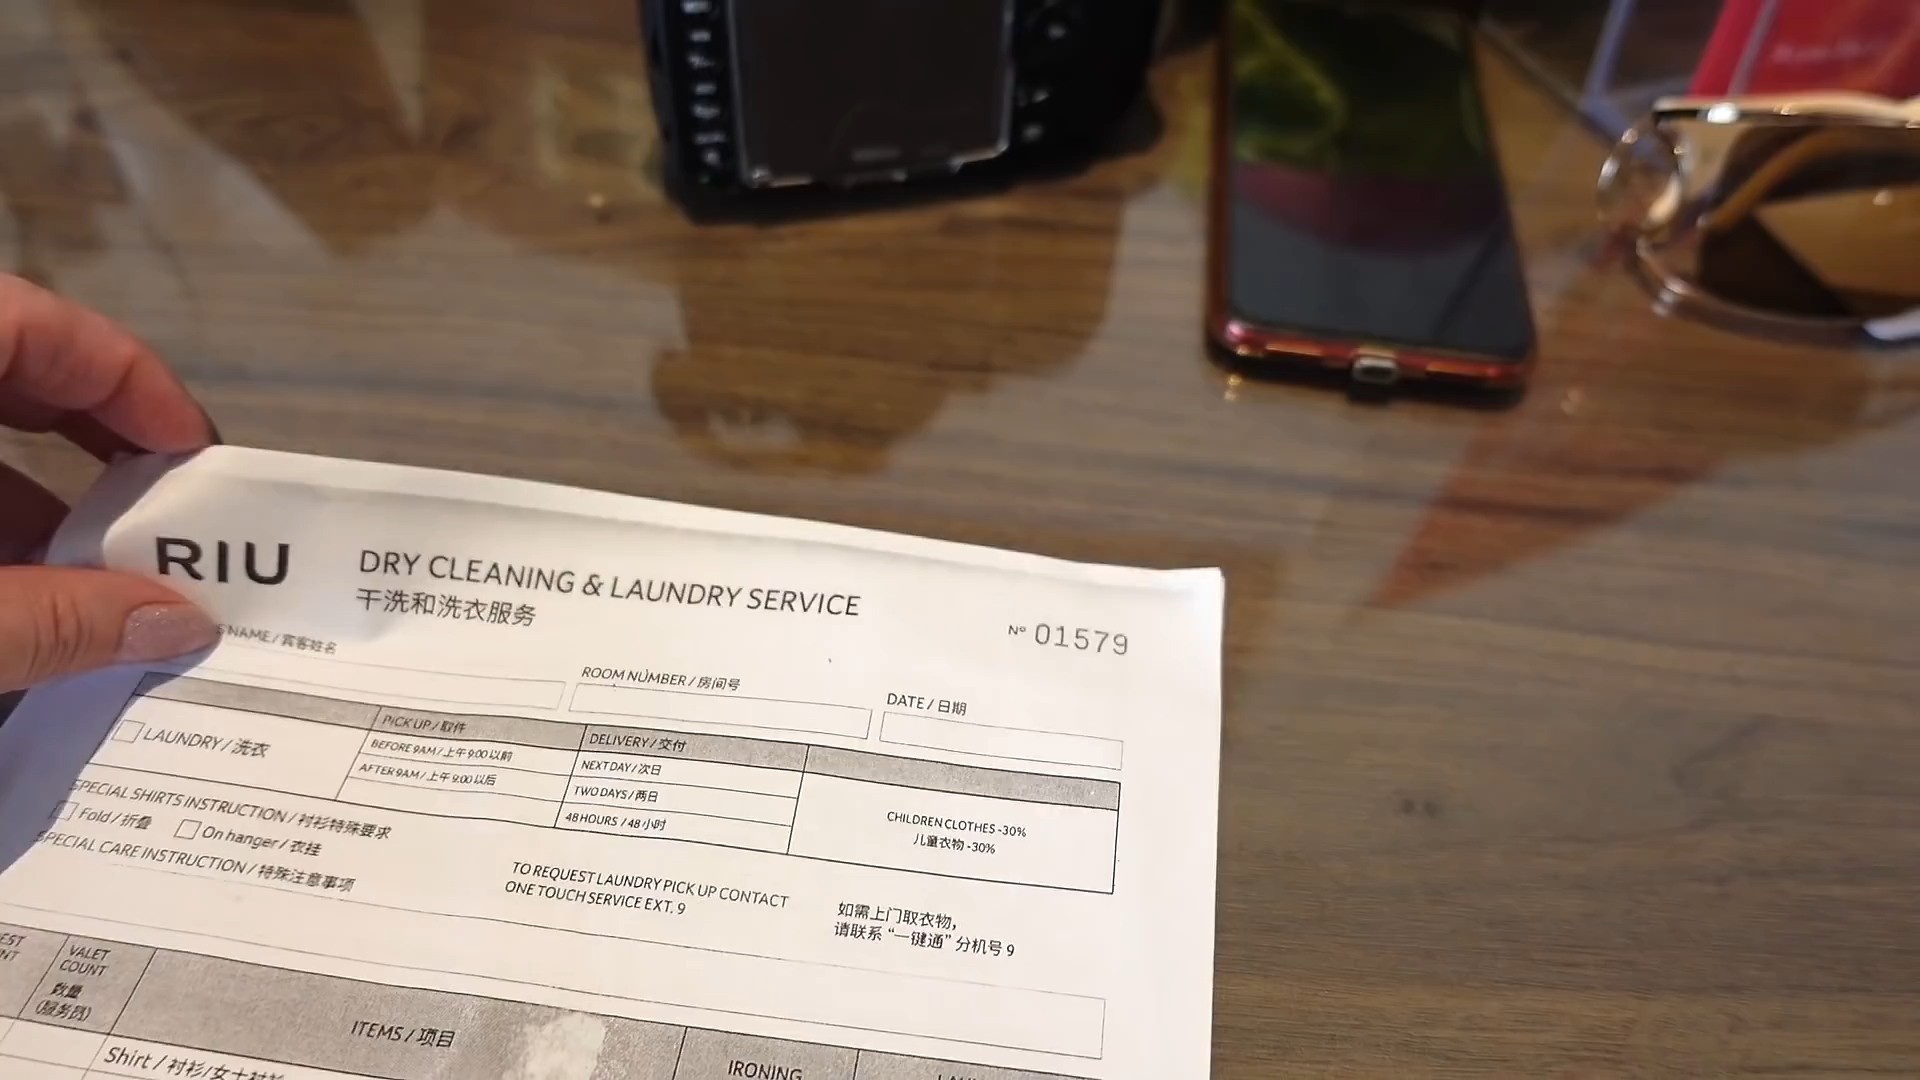 RIU
DRY CLEANING & LAUNDRY SERVICE
干洗和洗衣服务
Nº 01579
NAME / 宾客姓名
ROOM NUMBER / 房间号
DATE / 日期
PICK UP / 取件
DELIVERY / 交付
LAUNDRY / 洗衣
BEFORE 9AM / 上午 9:00 以前
NEXT DAY / 次日
AFTER 9AM / 上午 9:00 以后
TWO DAYS / 两日
48 HOURS / 48 小时
CHILDREN CLOTHES -30%
儿童衣物 -30%
SPECIAL SHIRTS INSTRUCTION / 衬衫特殊要求
Fold / 折叠
On hanger / 衣挂
SPECIAL CARE INSTRUCTION / 特殊注意事项
TO REQUEST LAUNDRY PICK UP CONTACT
ONE TOUCH SERVICE EXT. 9
如需上门取衣物，
请联系 “一键通” 分机号 9
VALET
COUNT
数量
(服务员)
ITEMS / 项目
IRONING
Shirt / 衬衫/女士衬衫